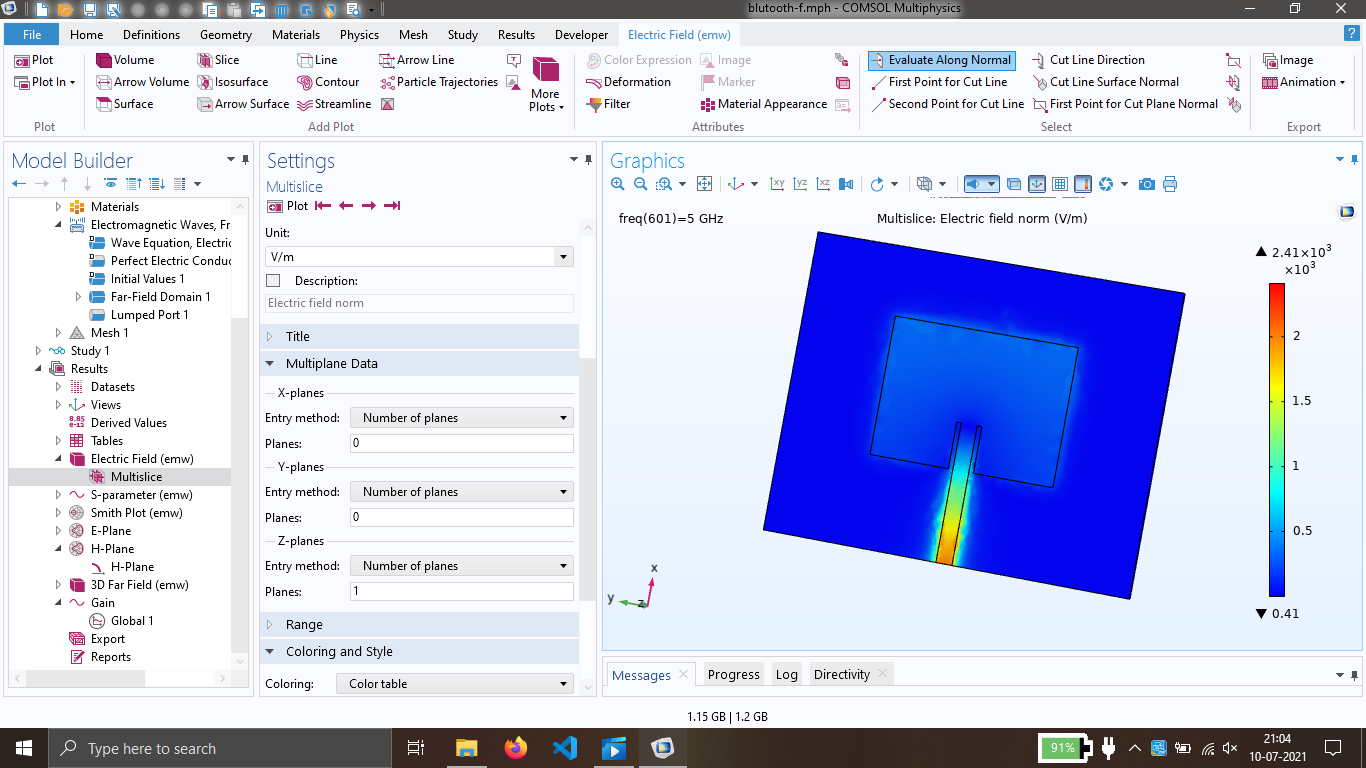 blutooth-f.mph - COMSOL Multiphysics
File Home Definitions Geometry Materials Physics Mesh Study Results Developer Electric Field (emw)
Plot
Plot In
Plot
Volume Slice Line Arrow Line
Arrow Volume Isosurface Contour Particle Trajectories
Surface Arrow Surface Streamline
More
Plots
Add Plot
Color Expression Image
Deformation Marker
Filter Material Appearance
Attributes
Evaluate Along Normal Cut Line Direction
First Point for Cut Line Cut Line Surface Normal
Second Point for Cut Line First Point for Cut Plane Normal
Select
Image
Animation
Export
Model Builder
Materials
Electromagnetic Waves, Fr
Wave Equation, Electric
Perfect Electric Conduc
Initial Values 1
Far-Field Domain 1
Lumped Port 1
Mesh 1
Study 1
Results
Datasets
Views
8.85
e-12
Derived Values
Tables
Electric Field (emw)
Multislice
S-parameter (emw)
Smith Plot (emw)
E-Plane
H-Plane
H-Plane
3D Far Field (emw)
Gain
Global 1
Export
Reports
Settings
Multislice
Plot
Unit:
V/m
Description:
Electric field norm
Title
Multiplane Data
X-planes
Entry method: Number of planes
Planes: 0
Y-planes
Entry method: Number of planes
Planes: 0
Z-planes
Entry method: Number of planes
Planes: 1
Range
Coloring and Style
Coloring: Color table
Graphics
xy yz xz
freq(601)=5 GHz
Multislice: Electric field norm (V/m)
2.41×10³
×10³
2
1.5
1
0.5
0.41
x
y
z
Messages Progress Log Directivity
1.15 GB | 1.2 GB
Type here to search
91%
21:04
10-07-2021